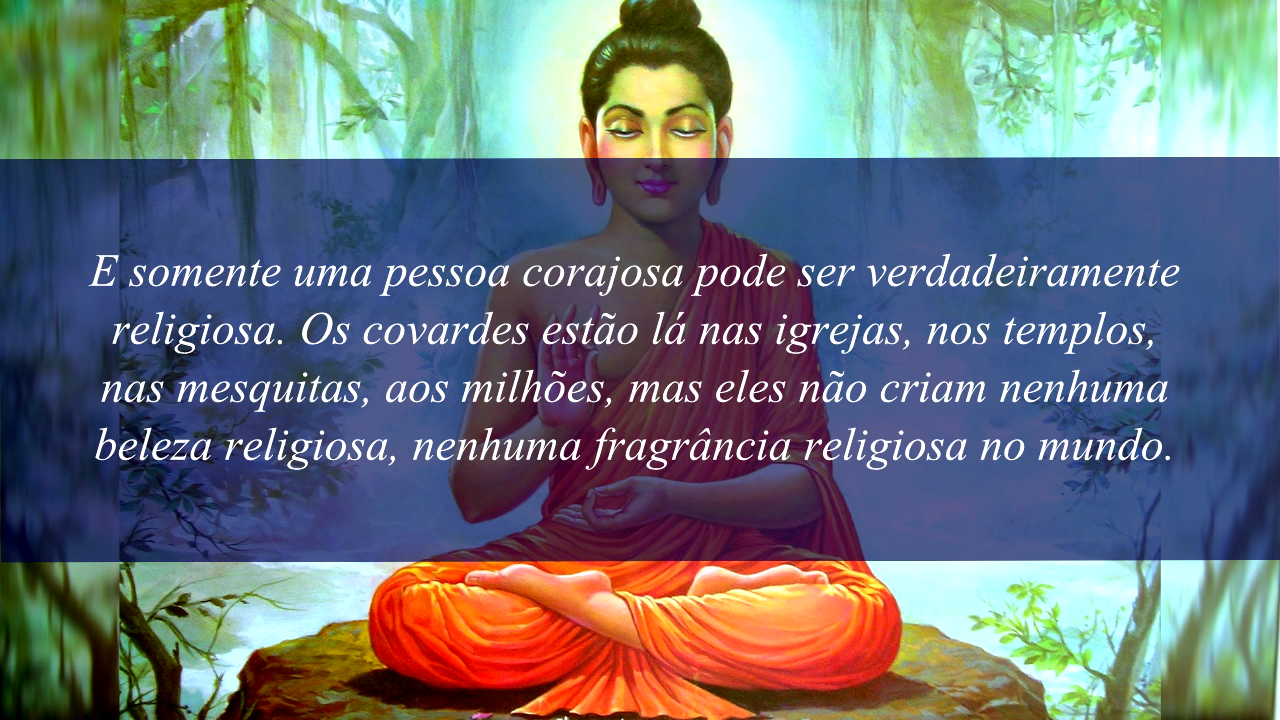 E somente uma pessoa corajosa pode ser verdadeiramente
religiosa. Os covardes estão lá nas igrejas, nos templos,
nas mesquitas, aos milhões, mas eles não criam nenhuma
beleza religiosa, nenhuma fragrância religiosa no mundo.